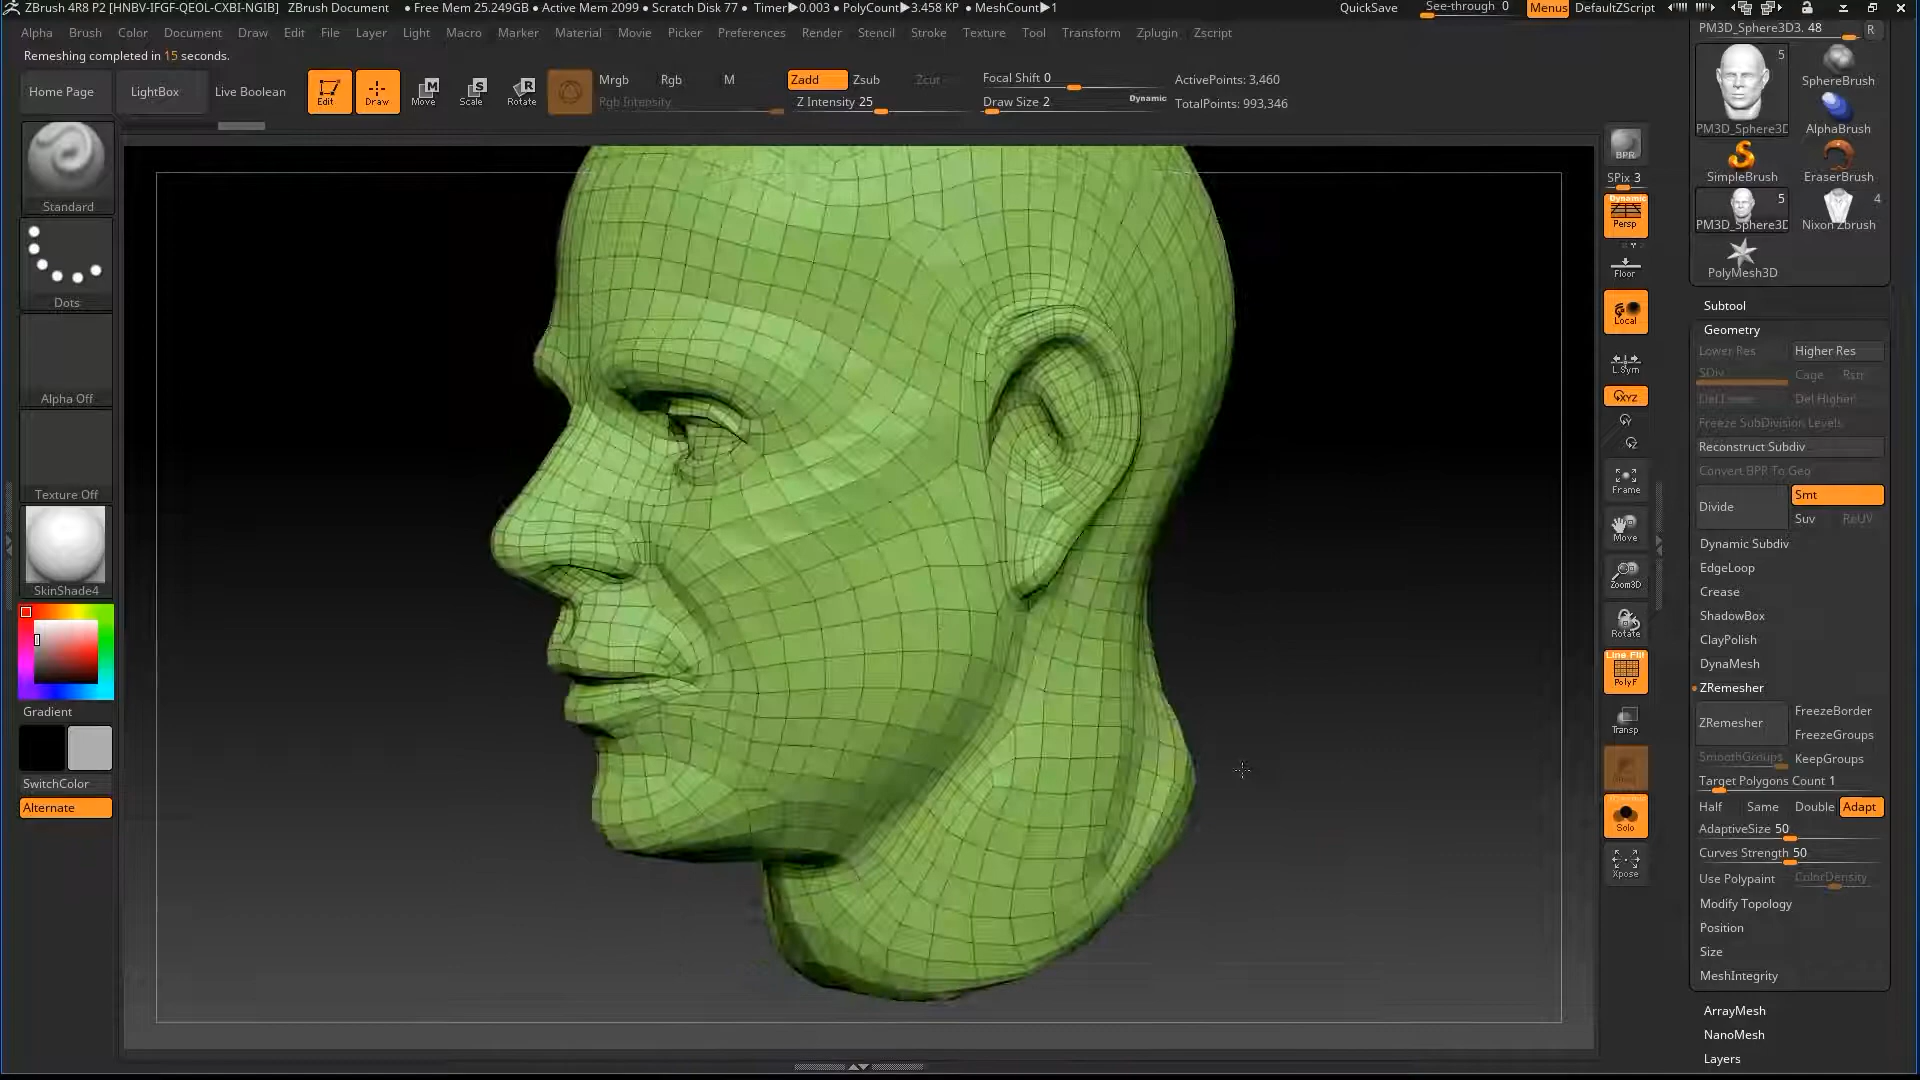 ZBrush 4R8 P2 [HNBV-IFGF-QEOL-CXBI-NGIB] ZBrush Document • Free Mem 25.249GB • Active Mem 2099 • Scratch Disk 77 • Timer▶0.003 • PolyCount▶3.458 KP • MeshCount▶1 QuickSave See-through 0 Menus DefaultZScript
Alpha Brush Color Document Draw Edit File Layer Light Macro Marker Material Movie Picker Preferences Render Stencil Stroke Texture Tool Transform Zplugin Zscript
Remeshing completed in 15 seconds.
Home Page LightBox Live Boolean
Edit Draw Move Scale Rotate
Mrgb Rgb M
Rgb Intensity
Zadd Zsub Zcut
Z Intensity 25
Focal Shift 0
Draw Size 2 Dynamic
ActivePoints: 3,460
TotalPoints: 993,346
Standard
Dots
Alpha Off
Texture Off
SkinShade4
Gradient
SwitchColor
Alternate
BPR
SPix 3
Dynamic
Persp
Floor
Local
L.Sym
XYZ
Y
Z
Frame
Move
Zoom3D
Rotate
Line Fill
PolyF
Transp
Solo
Xpose
PM3D_Sphere3D3. 48 R
5
SphereBrush
PM3D_Sphere3D AlphaBrush
SimpleBrush EraserBrush
5 4
PM3D_Sphere3D Nixon Zbrush
PolyMesh3D
Subtool
Geometry
Lower Res Higher Res
SDiv Cage Rstr
Del Lower Del Higher
Freeze SubDivision Levels
Reconstruct Subdiv
Convert BPR To Geo
Divide Smt
Suv ReUV
Dynamic Subdiv
EdgeLoop
Crease
ShadowBox
ClayPolish
DynaMesh
ZRemesher
ZRemesher FreezeBorder
FreezeGroups
SmoothGroups KeepGroups
Target Polygons Count 1
Half Same Double Adapt
AdaptiveSize 50
Curves Strength 50
Use Polypaint ColorDensity
Modify Topology
Position
Size
MeshIntegrity
ArrayMesh
NanoMesh
Layers